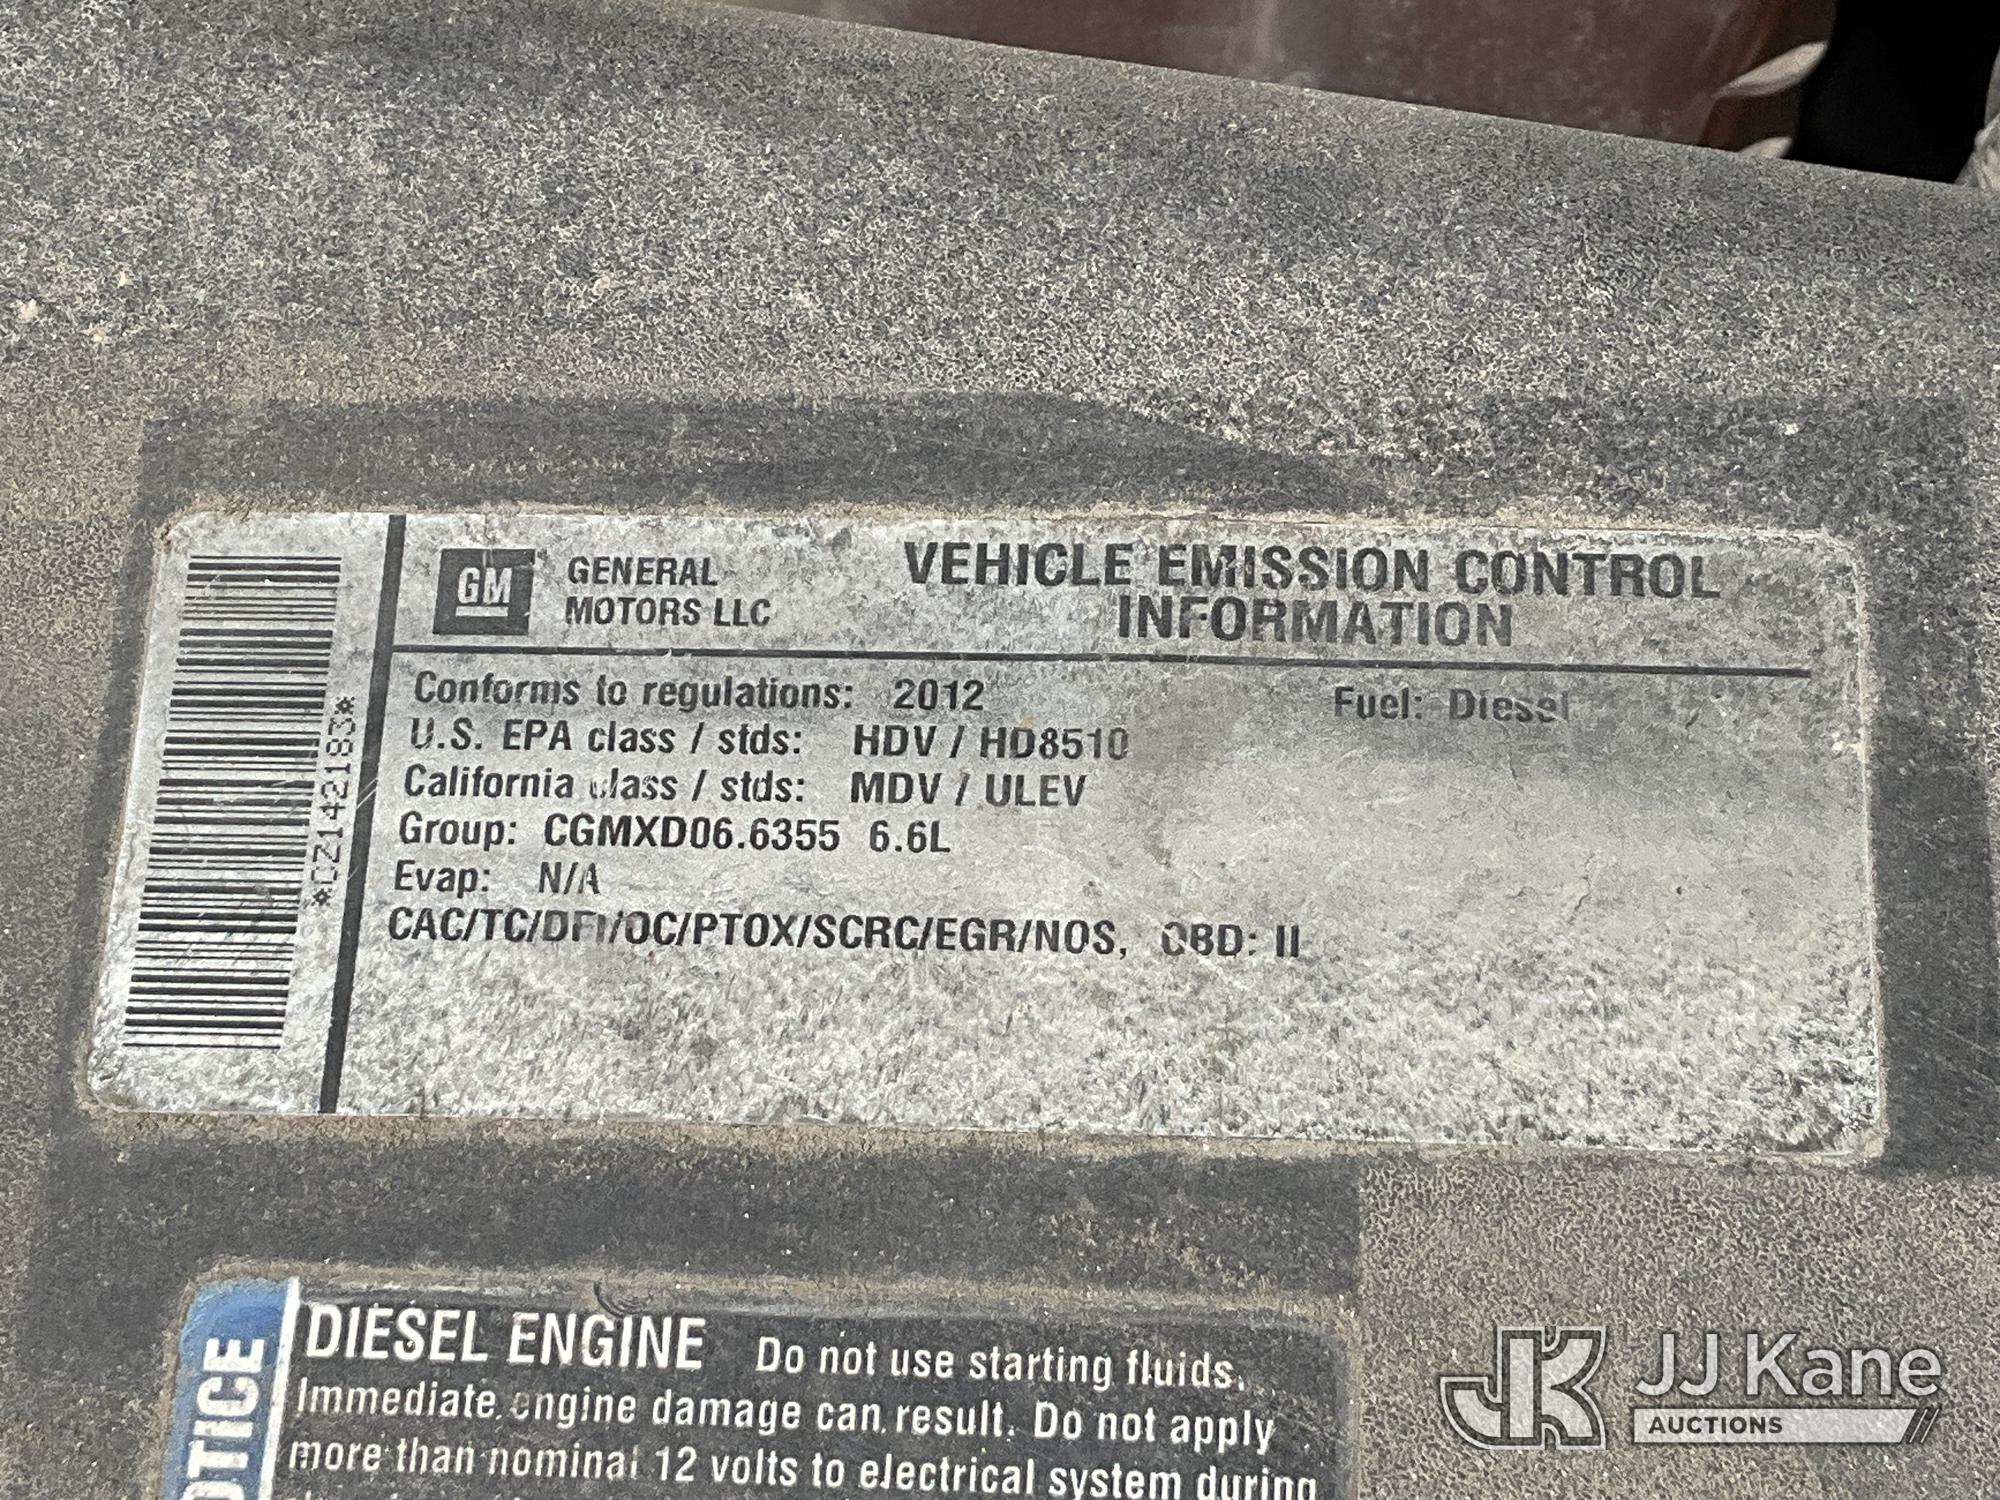 GM GENERAL MOTORS LLC
VEHICLE EMISSION CONTROL
INFORMATION
Conforms to regulations: 2012 Fuel: Diesel
U.S. EPA class / stds: HDV / HD8510
California class / stds: MDV / ULEV
Group: CGMXD06.6355 6.6L
Evap: N/A
CAC/TC/DFI/OC/PTOX/SCRC/EGR/NOS, OBD: II
*CZ142183*
DIESEL ENGINE Do not use starting fluids.
Immediate engine damage can result. Do not apply
more than nominal 12 volts to electrical system during
JJ Kane
AUCTIONS